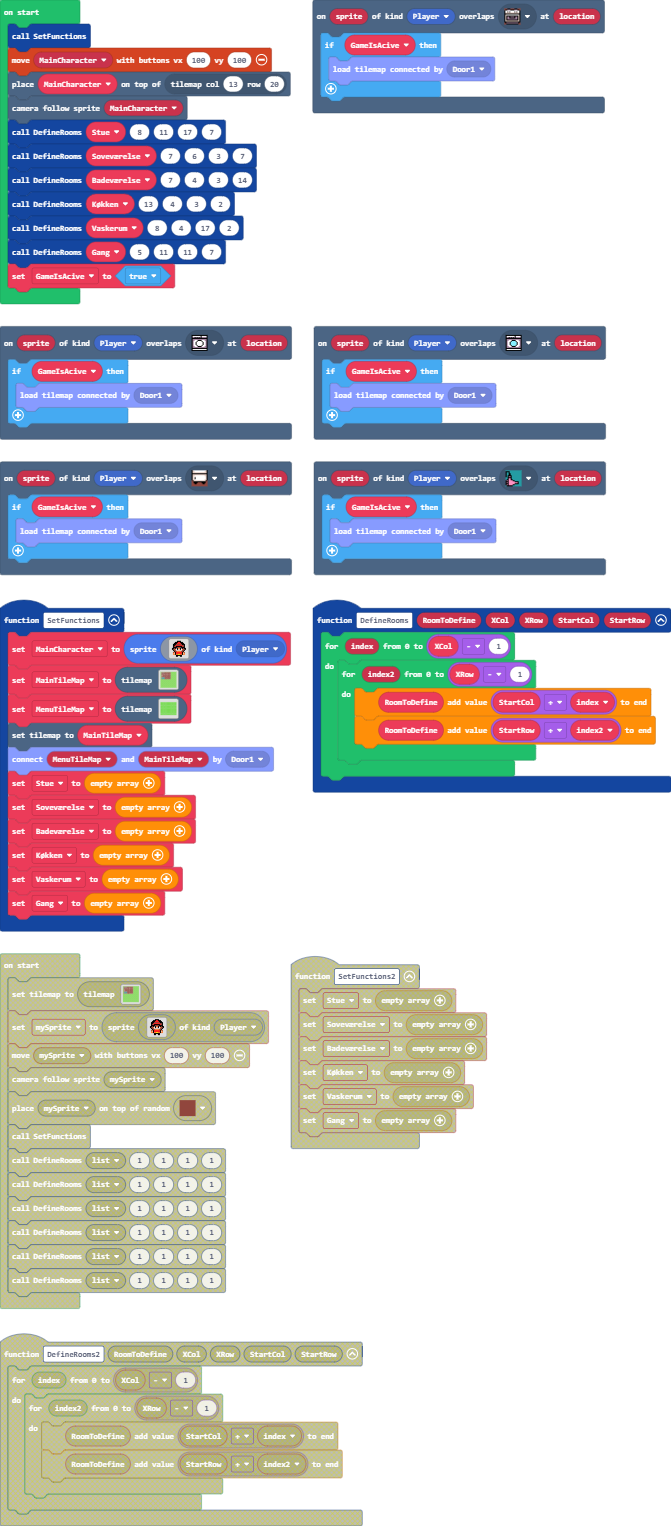 on start
call SetFunctions
move MainCharacter with buttons vx 100 vy 100
place MainCharacter on top of tilemap col 13 row 20
camera follow sprite MainCharacter
call DefineRooms Stue 8 11 17 7
call DefineRooms Soveværelse 7 6 3 7
call DefineRooms Badeværelse 7 4 3 14
call DefineRooms Køkken 13 4 3 2
call DefineRooms Vaskerum 8 4 17 2
call DefineRooms Gang 5 11 11 7
set GameIsAcive to true
on sprite of kind Player overlaps at location
if GameIsAcive then
load tilemap connected by Door1
on sprite of kind Player overlaps at location
if GameIsAcive then
load tilemap connected by Door1
on sprite of kind Player overlaps at location
if GameIsAcive then
load tilemap connected by Door1
on sprite of kind Player overlaps at location
if GameIsAcive then
load tilemap connected by Door1
on sprite of kind Player overlaps at location
if GameIsAcive then
load tilemap connected by Door1
function SetFunctions
set MainCharacter to sprite of kind Player
set MainTileMap to tilemap
set MenuTileMap to tilemap
set tilemap to MainTileMap
connect MenuTileMap and MainTileMap by Door1
set Stue to empty array
set Soveværelse to empty array
set Badeværelse to empty array
set Køkken to empty array
set Vaskerum to empty array
set Gang to empty array
function DefineRooms RoomToDefine XCol XRow StartCol StartRow
for index from 0 to XCol - 1
do
for index2 from 0 to XRow - 1
do
RoomToDefine add value StartCol + index to end
RoomToDefine add value StartRow + index2 to end
on start
set tilemap to tilemap
set mySprite to sprite of kind Player
move mySprite with buttons vx 100 vy 100
camera follow sprite mySprite
place mySprite on top of random
call SetFunctions
call DefineRooms list 1 1 1 1
call DefineRooms list 1 1 1 1
call DefineRooms list 1 1 1 1
call DefineRooms list 1 1 1 1
call DefineRooms list 1 1 1 1
call DefineRooms list 1 1 1 1
function SetFunctions2
set Stue to empty array
set Soveværelse to empty array
set Badeværelse to empty array
set Køkken to empty array
set Vaskerum to empty array
set Gang to empty array
function DefineRooms2 RoomToDefine XCol XRow StartCol StartRow
for index from 0 to XCol - 1
do
for index2 from 0 to XRow - 1
do
RoomToDefine add value StartCol + index to end
RoomToDefine add value StartRow + index2 to end